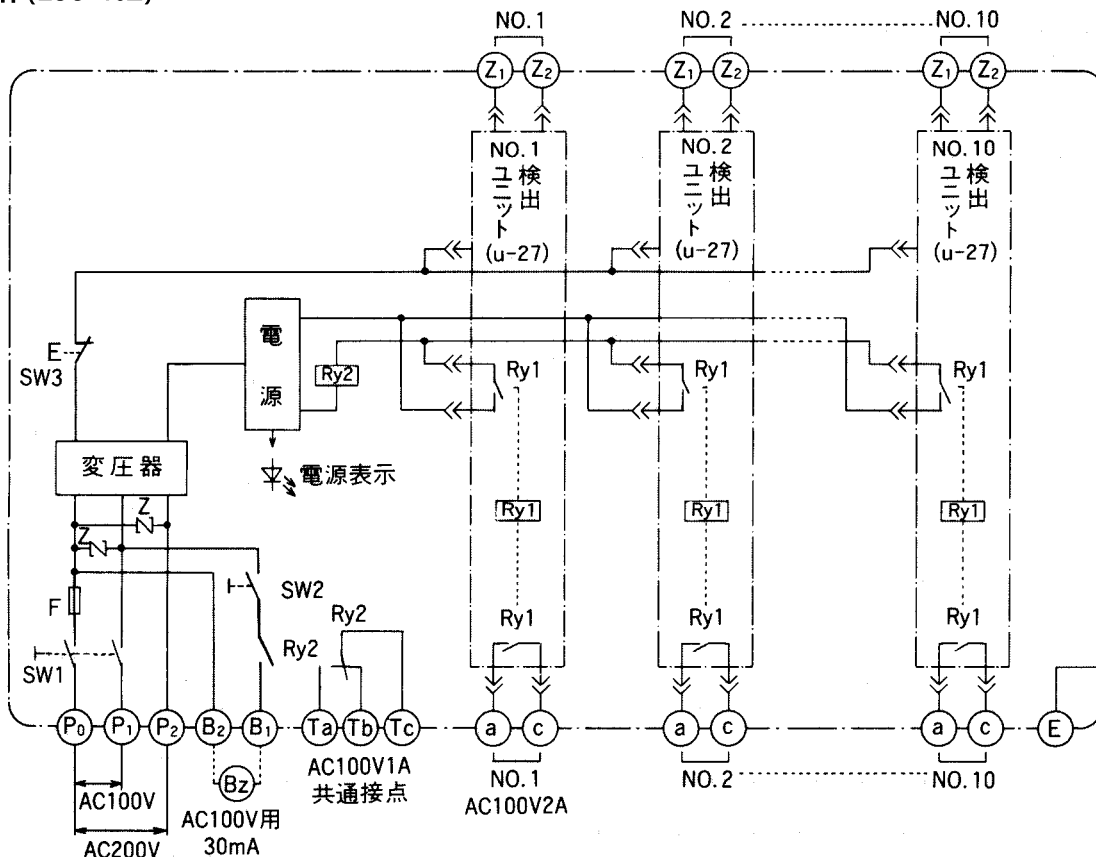 NO. 1
NO. 2
NO. 10
Z1 Z2
Z1 Z2
Z1 Z2
NO. 1
検出
ユニット
(u-27)
NO. 2
検出
ユニット
(u-27)
NO. 10
検出
ユニット
(u-27)
E
SW3
電源
Ry2
Ry1
Ry1
Ry1
変圧器
電源表示
Z
Z
F
SW2
Ry1
Ry1
Ry1
Ry2
Ry2
Ry1
Ry1
Ry1
SW1
P0 P1 P2 B2 B1 Ta Tb Tc a c a c a c E
Bz
AC100V
AC200V
AC100V用
30mA
AC100V1A
共通接点
NO. 1
AC100V2A
NO. 2
NO. 10